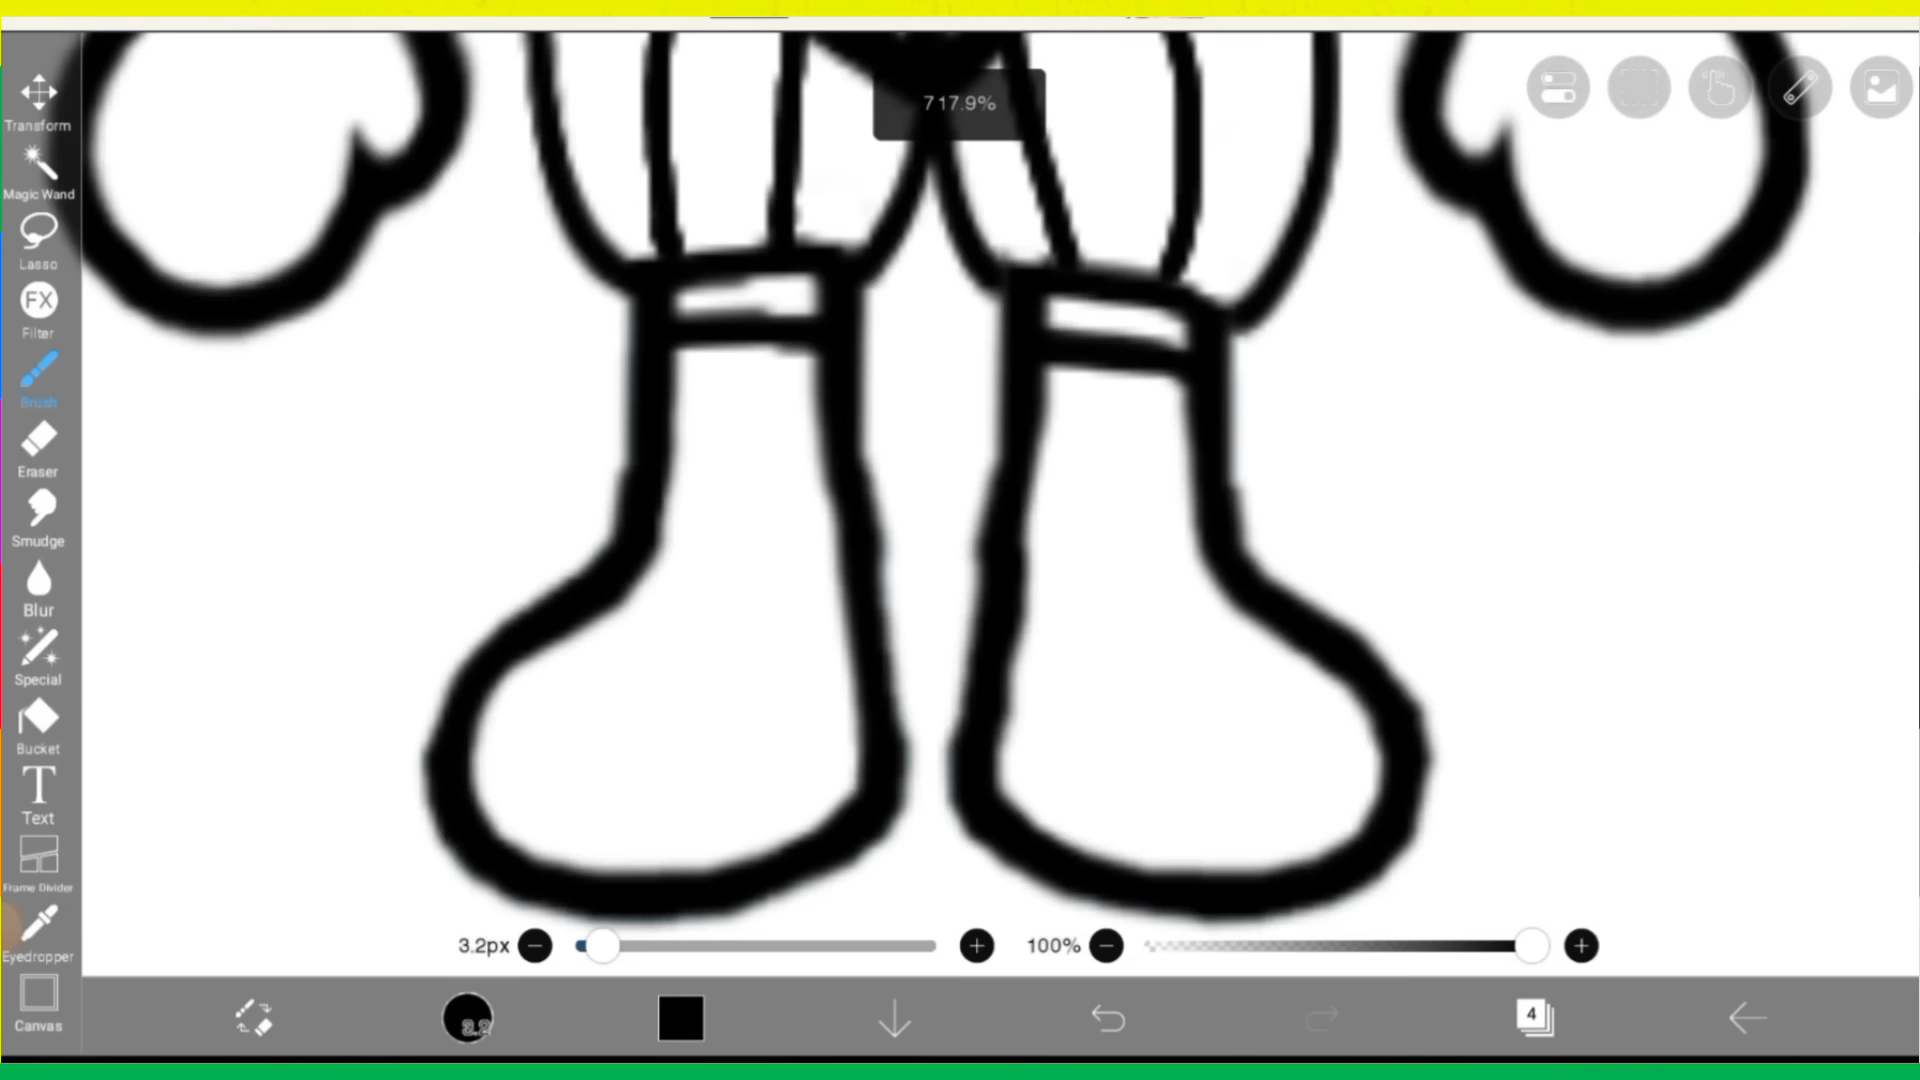 717.9%
Transform
Magic Wand
Lasso
FX
Filter
Brush
Eraser
Smudge
Blur
Special
Bucket
T
Text
Frame Divider
Eyedropper
Canvas
3.2px
100%
3.2
4